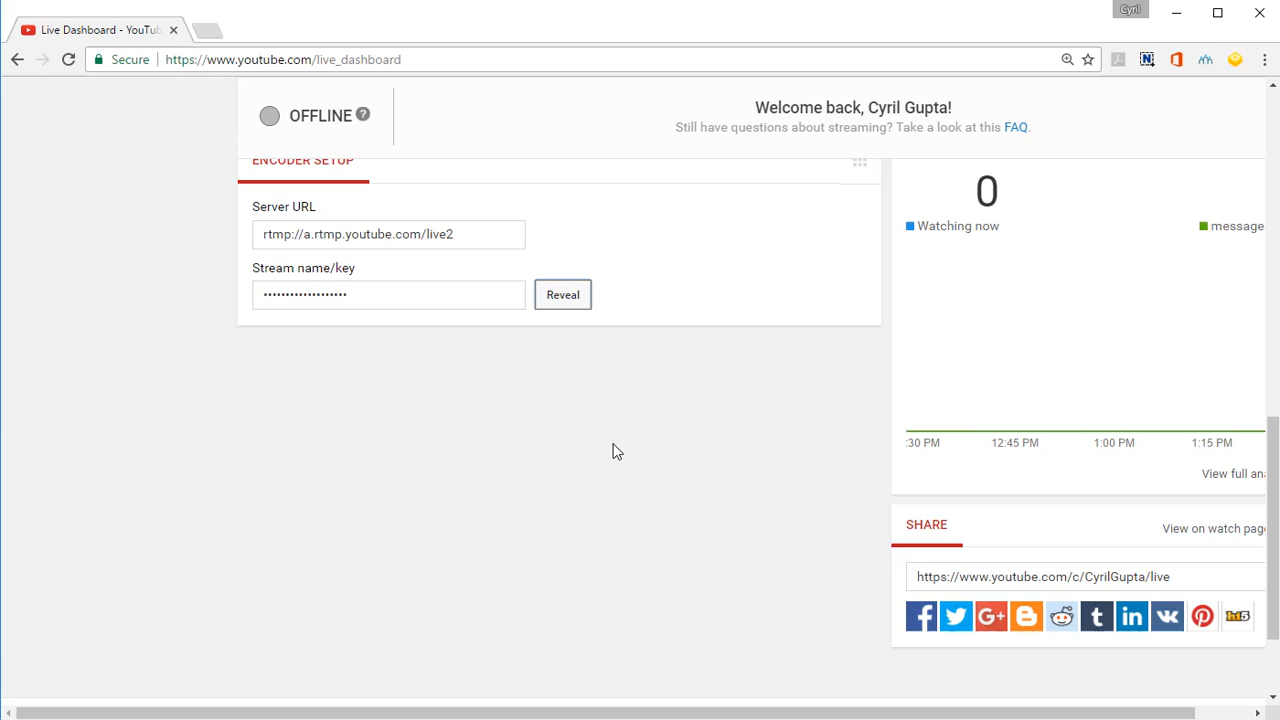 Cyril
Live Dashboard - YouTu
Secure
https://www.youtube.com/live_dashboard
OFFLINE ?
Welcome back, Cyril Gupta!
Still have questions about streaming? Take a look at this FAQ.
ENCODER SETUP
Server URL
rtmp://a.rtmp.youtube.com/live2
Stream name/key
•••••••••••••••••••
Reveal
0
Watching now
message
:30 PM 12:45 PM 1:00 PM 1:15 PM
View full an
SHARE
View on watch pag
https://www.youtube.com/c/CyrilGupta/live
f G+ t in hi5